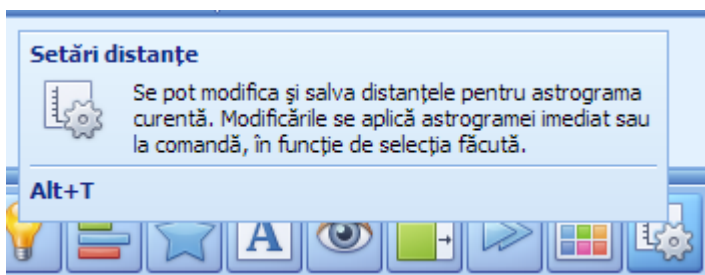 Setări distanţe
Se pot modifica şi salva distanţele pentru astrograma
curentă. Modificările se aplică astrogramei imediat sau
la comandă, în funcţie de selecţia făcută.
Alt+T
A